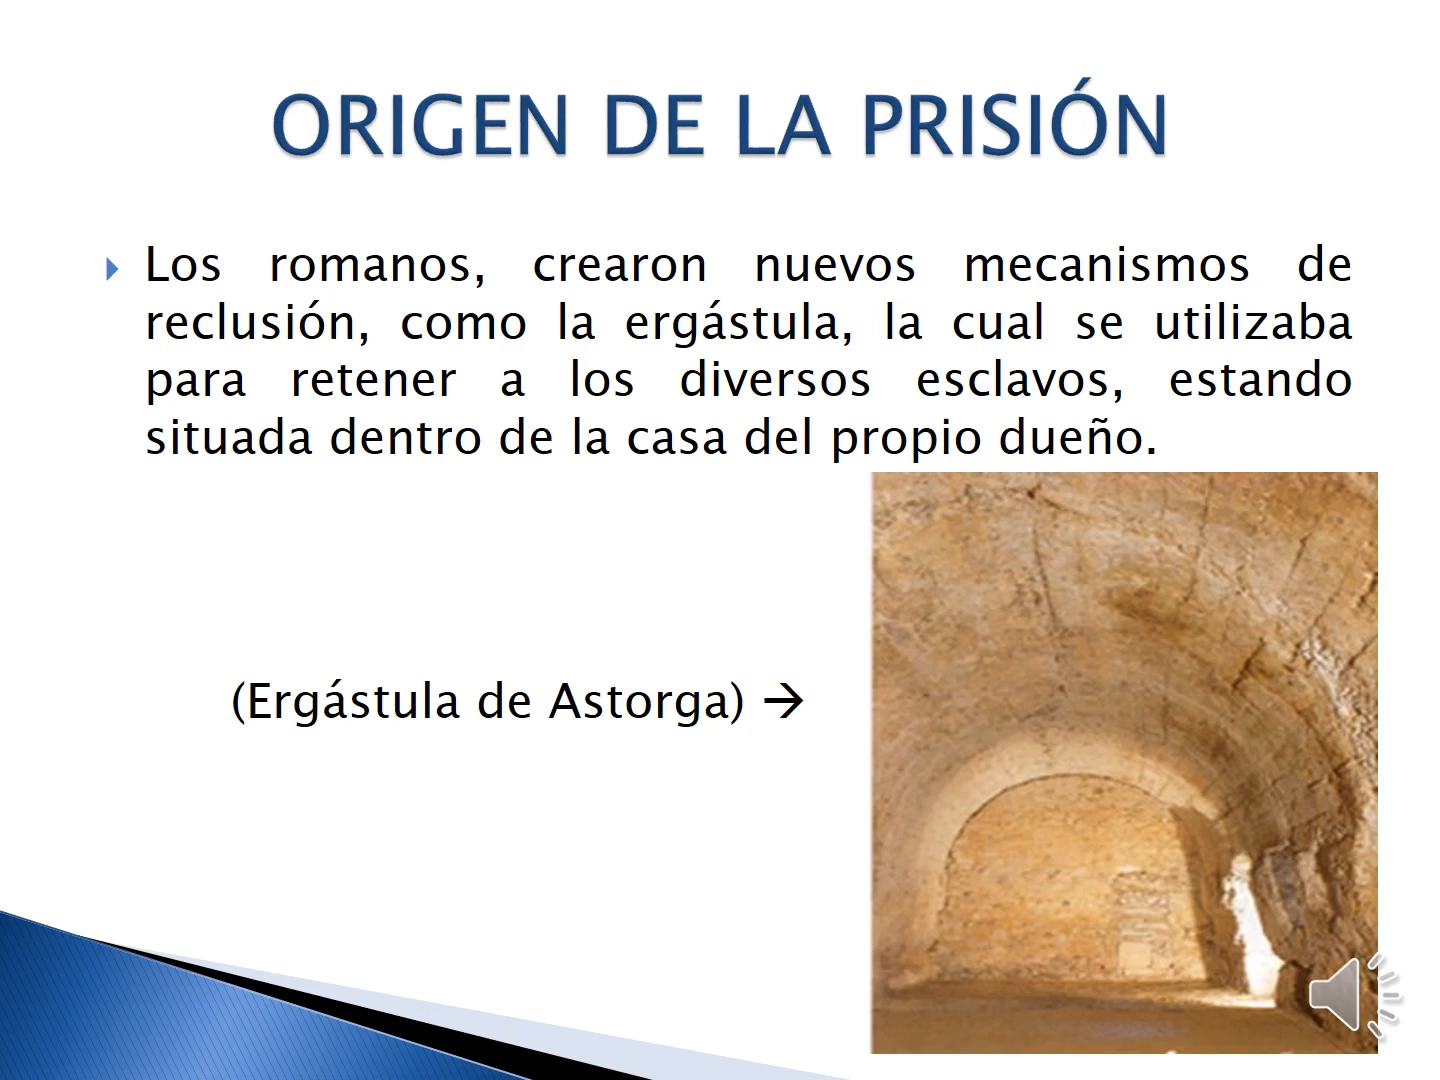 ORIGEN DE LA PRISIÓN
Los romanos, crearon nuevos mecanismos de
reclusión, como la ergástula, la cual se utilizaba
para retener a los diversos esclavos, estando
situada dentro de la casa del propio dueño.
(Ergástula de Astorga) →